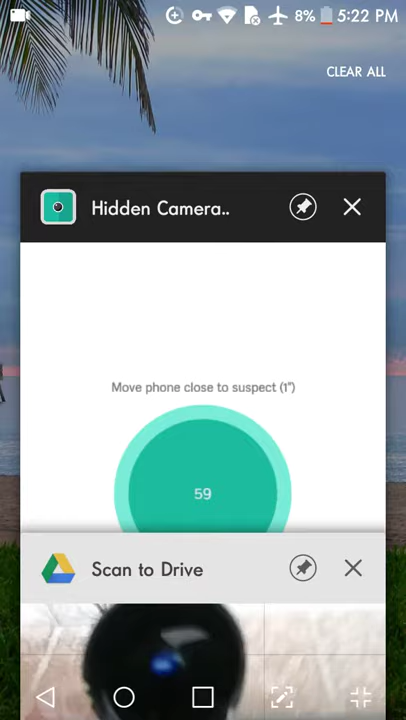 8% 5:22 PM
CLEAR ALL
Hidden Camera..
Move phone close to suspect (1")
59
Scan to Drive